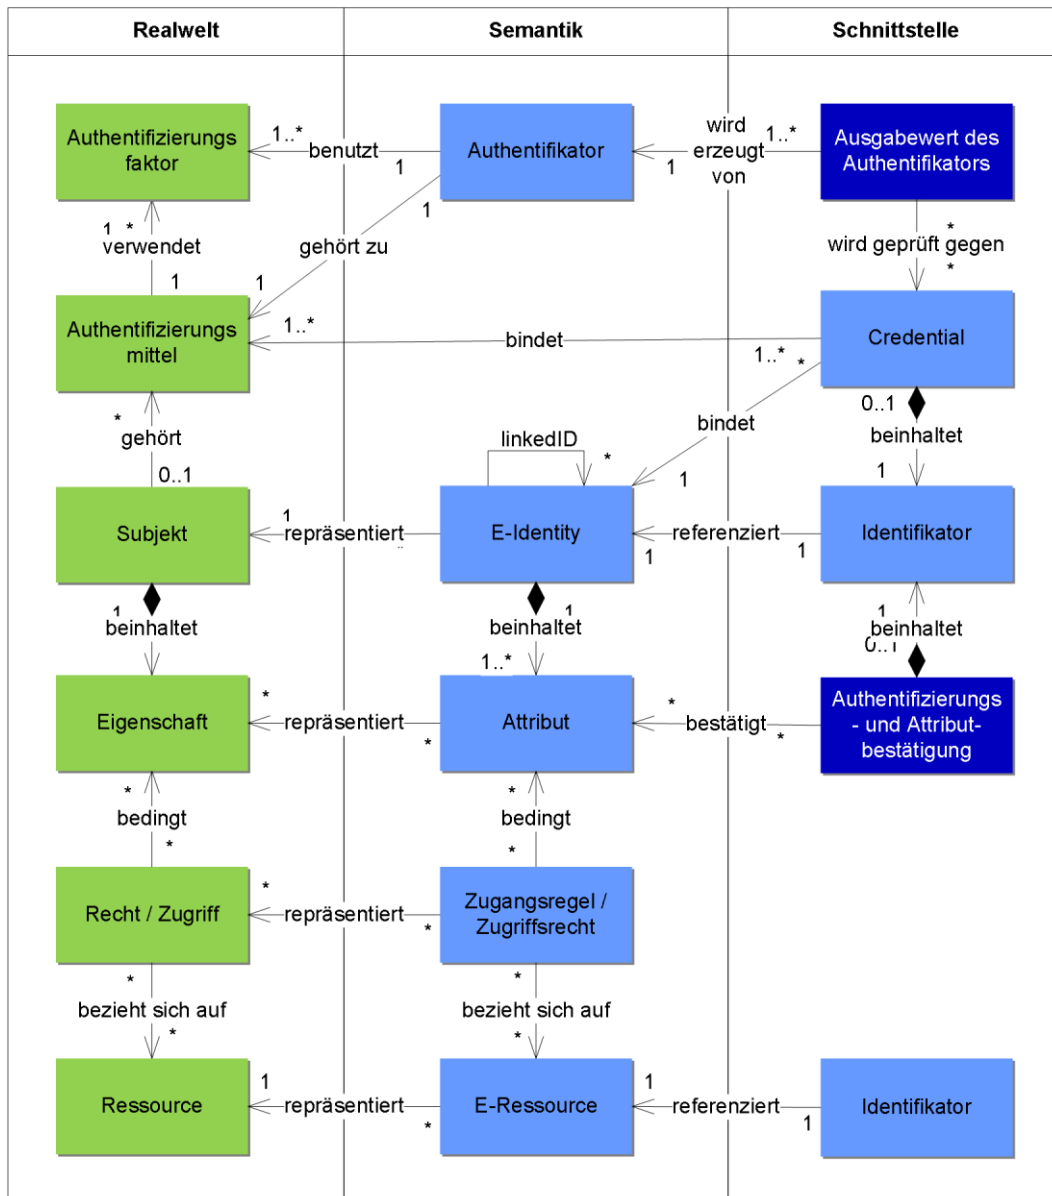 Realwelt
Semantik
Schnittstelle
Authentifizierungs
faktor
1..*
benutzt
1
Authentifikator
1
wird
erzeugt
von
1..*
Ausgabewert des
Authentifikators
1
gehört zu
1
1 *
verwendet
1
*
wird geprüft gegen
*
Authentifizierungs
mittel
1..*
bindet
1..*
Credential
*
bindet
1
0..1
beinhaltet
1
*
gehört
0..1
linkedID
*
Subjekt
1
repräsentiert
E-Identity
referenziert
1
1
Identifikator
1
beinhaltet
1
beinhaltet
1..*
1
beinhaltet
0..1
Eigenschaft
*
repräsentiert
*
Attribut
*
bestätigt
*
Authentifizierungs
- und Attribut-
bestätigung
*
bedingt
*
*
bedingt
*
Recht / Zugriff
*
repräsentiert
*
Zugangsregel /
Zugriffsrecht
*
bezieht sich auf
*
*
bezieht sich auf
*
Ressource
1
repräsentiert
*
E-Ressource
1
referenziert
1
Identifikator